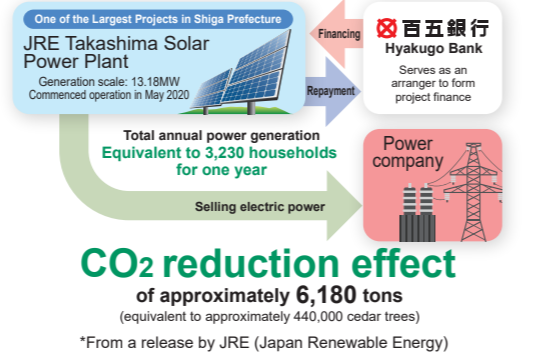 One of the Largest Projects in Shiga Prefecture
JRE Takashima Solar
Power Plant
Generation scale: 13.18MW
Commenced operation in May 2020
Financing
Repayment
百五銀行
Hyakugo Bank
Serves as an
arranger to form
project finance
Total annual power generation
Equivalent to 3,230 households
for one year
Selling electric power
Power
company
CO2 reduction effect
of approximately 6,180 tons
(equivalent to approximately 440,000 cedar trees)
*From a release by JRE (Japan Renewable Energy)